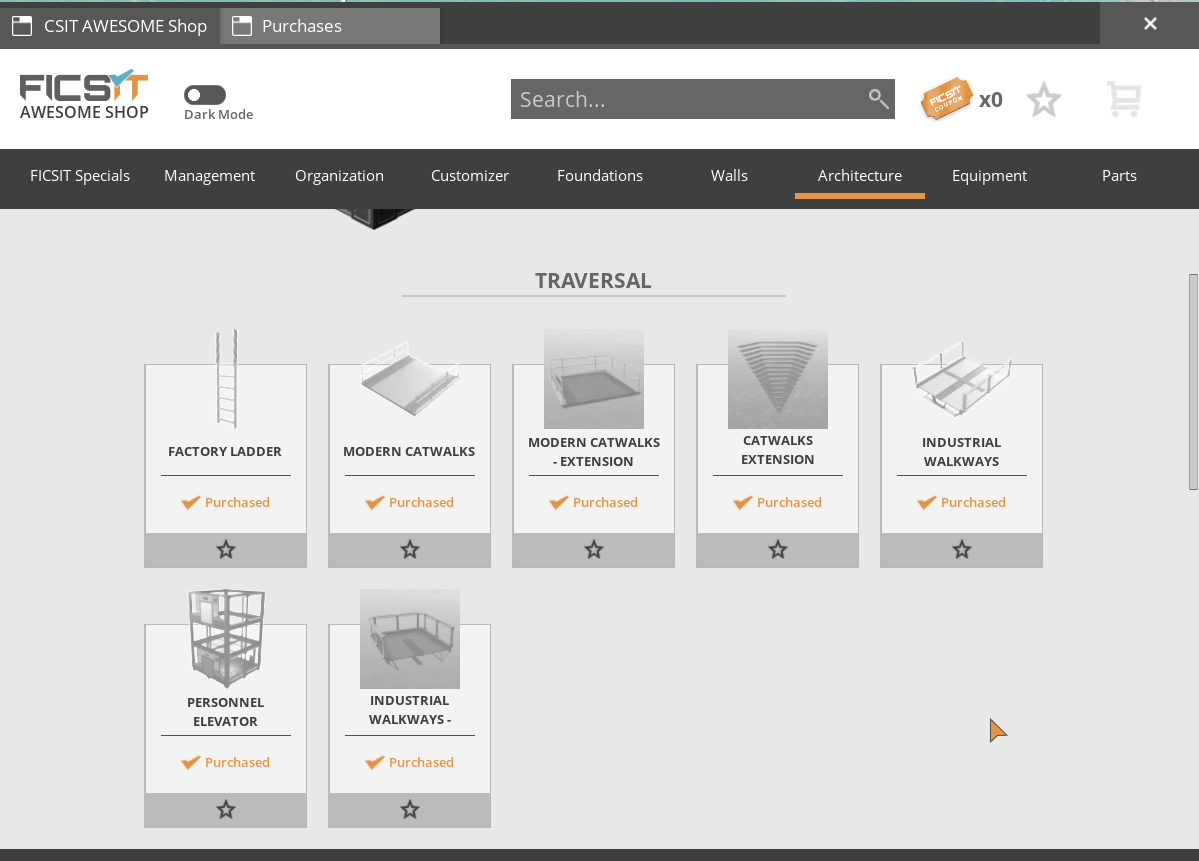 CSIT AWESOME Shop
Purchases
FICSIT
AWESOME SHOP
Dark Mode
Search...
FICSIT
COUPON
x0
FICSIT Specials
Management
Organization
Customizer
Foundations
Walls
Architecture
Equipment
Parts
TRAVERSAL
FACTORY LADDER
Purchased
MODERN CATWALKS
Purchased
MODERN CATWALKS
- EXTENSION
Purchased
CATWALKS
EXTENSION
Purchased
INDUSTRIAL
WALKWAYS
Purchased
PERSONNEL
ELEVATOR
Purchased
INDUSTRIAL
WALKWAYS -
Purchased